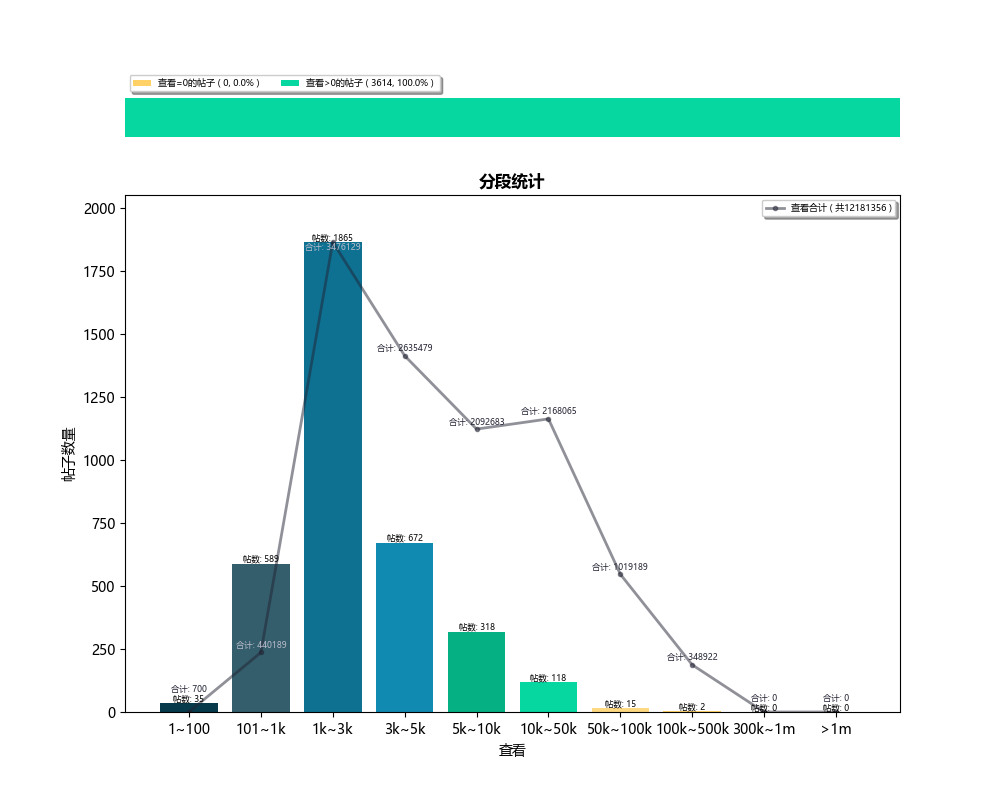 查看=0的帖子 ( 0, 0.0% )
查看>0的帖子 ( 3614, 100.0% )
分段统计
查看合计 ( 共12181356 )
帖子数量
2000
1750
1500
1250
1000
750
500
250
0
合计: 700
帖数: 35
合计: 440189
帖数: 589
帖数: 1865
合计: 3476129
合计: 2635479
帖数: 672
合计: 2092683
帖数: 318
合计: 2168065
帖数: 118
合计: 1019189
帖数: 15
合计: 348922
帖数: 2
合计: 0
帖数: 0
合计: 0
帖数: 0
1~100
101~1k
1k~3k
3k~5k
5k~10k
10k~50k
50k~100k
100k~500k
300k~1m
>1m
查看